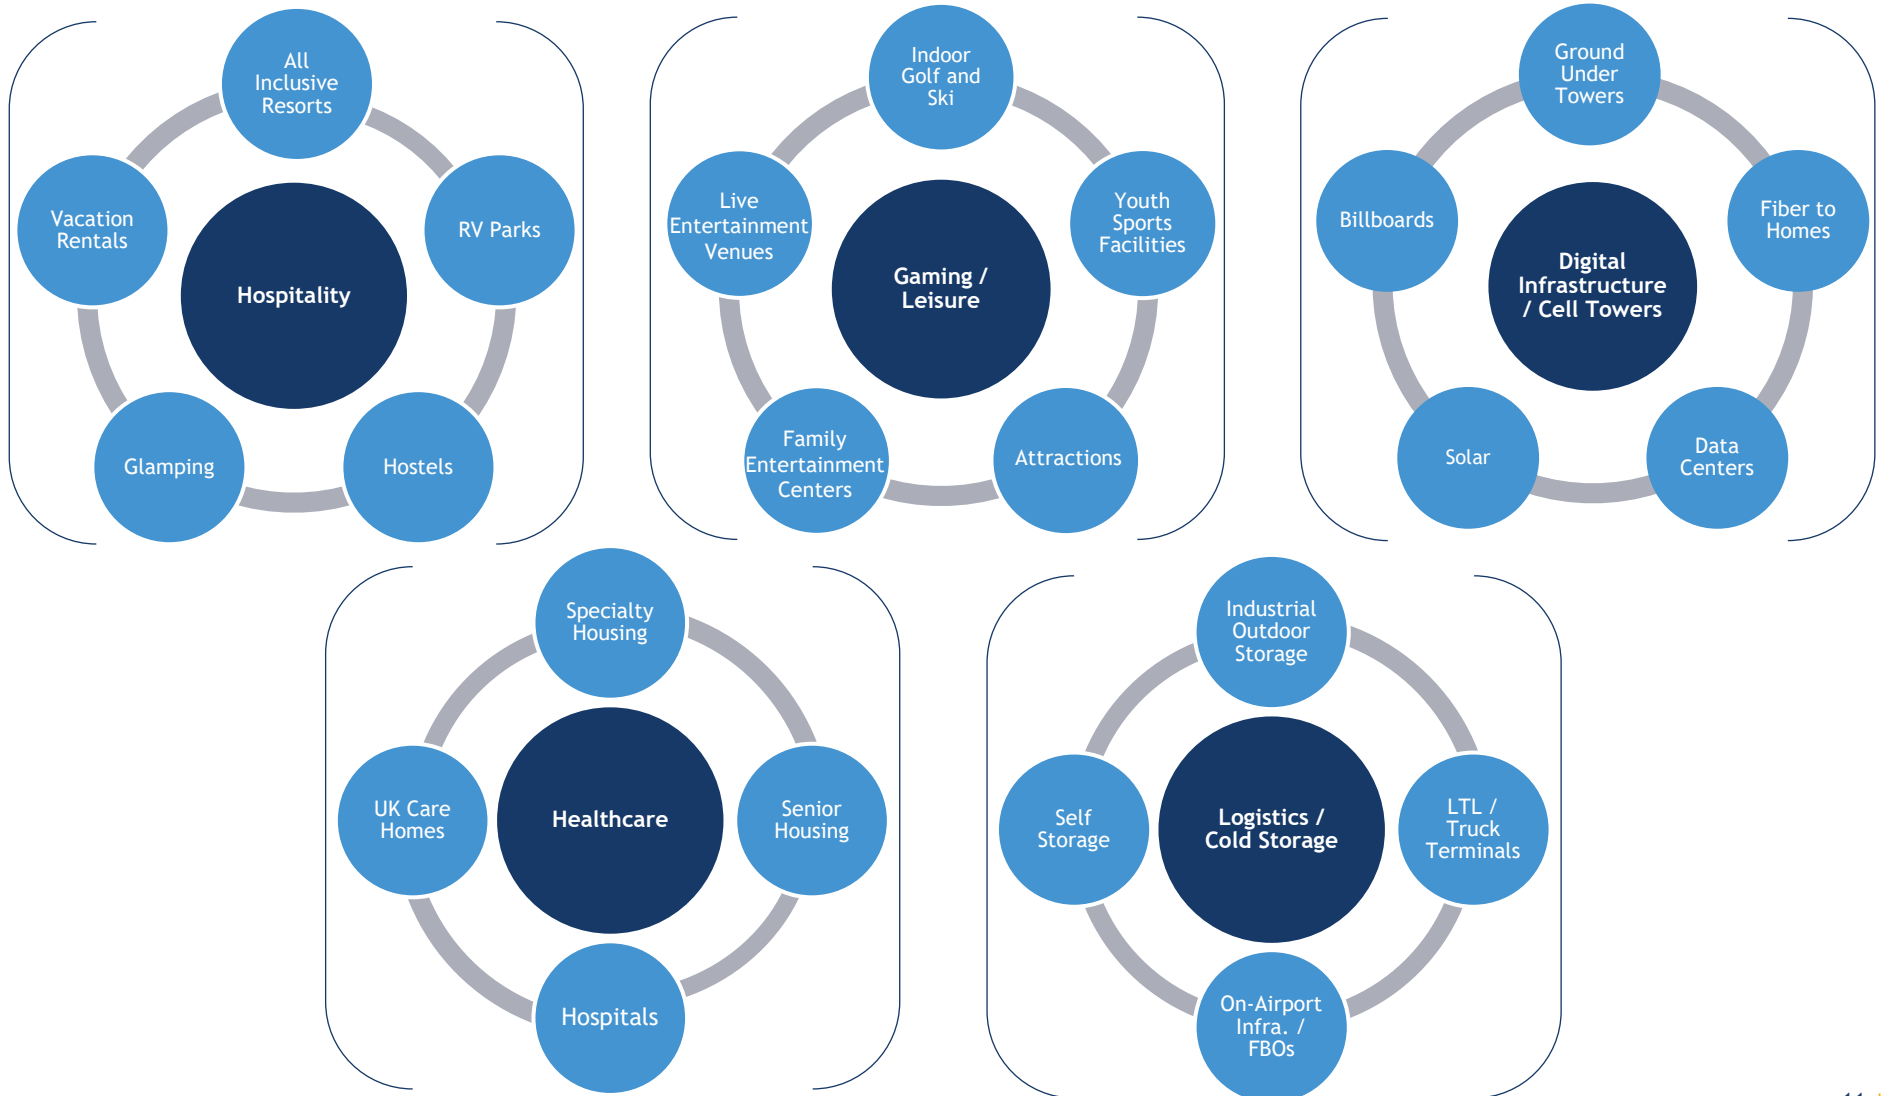 All
Inclusive
Resorts
Vacation
Rentals
RV Parks
Hospitality
Glamping
Hostels
Indoor
Golf and
Ski
Live
Entertainment
Venues
Youth
Sports
Facilities
Gaming /
Leisure
Family
Entertainment
Centers
Attractions
Ground
Under
Towers
Billboards
Fiber to
Homes
Digital
Infrastructure
/ Cell Towers
Solar
Data
Centers
Specialty
Housing
UK Care
Homes
Healthcare
Senior
Housing
Hospitals
Industrial
Outdoor
Storage
Self
Storage
Logistics /
Cold Storage
LTL /
Truck
Terminals
On-Airport
Infra. /
FBOs